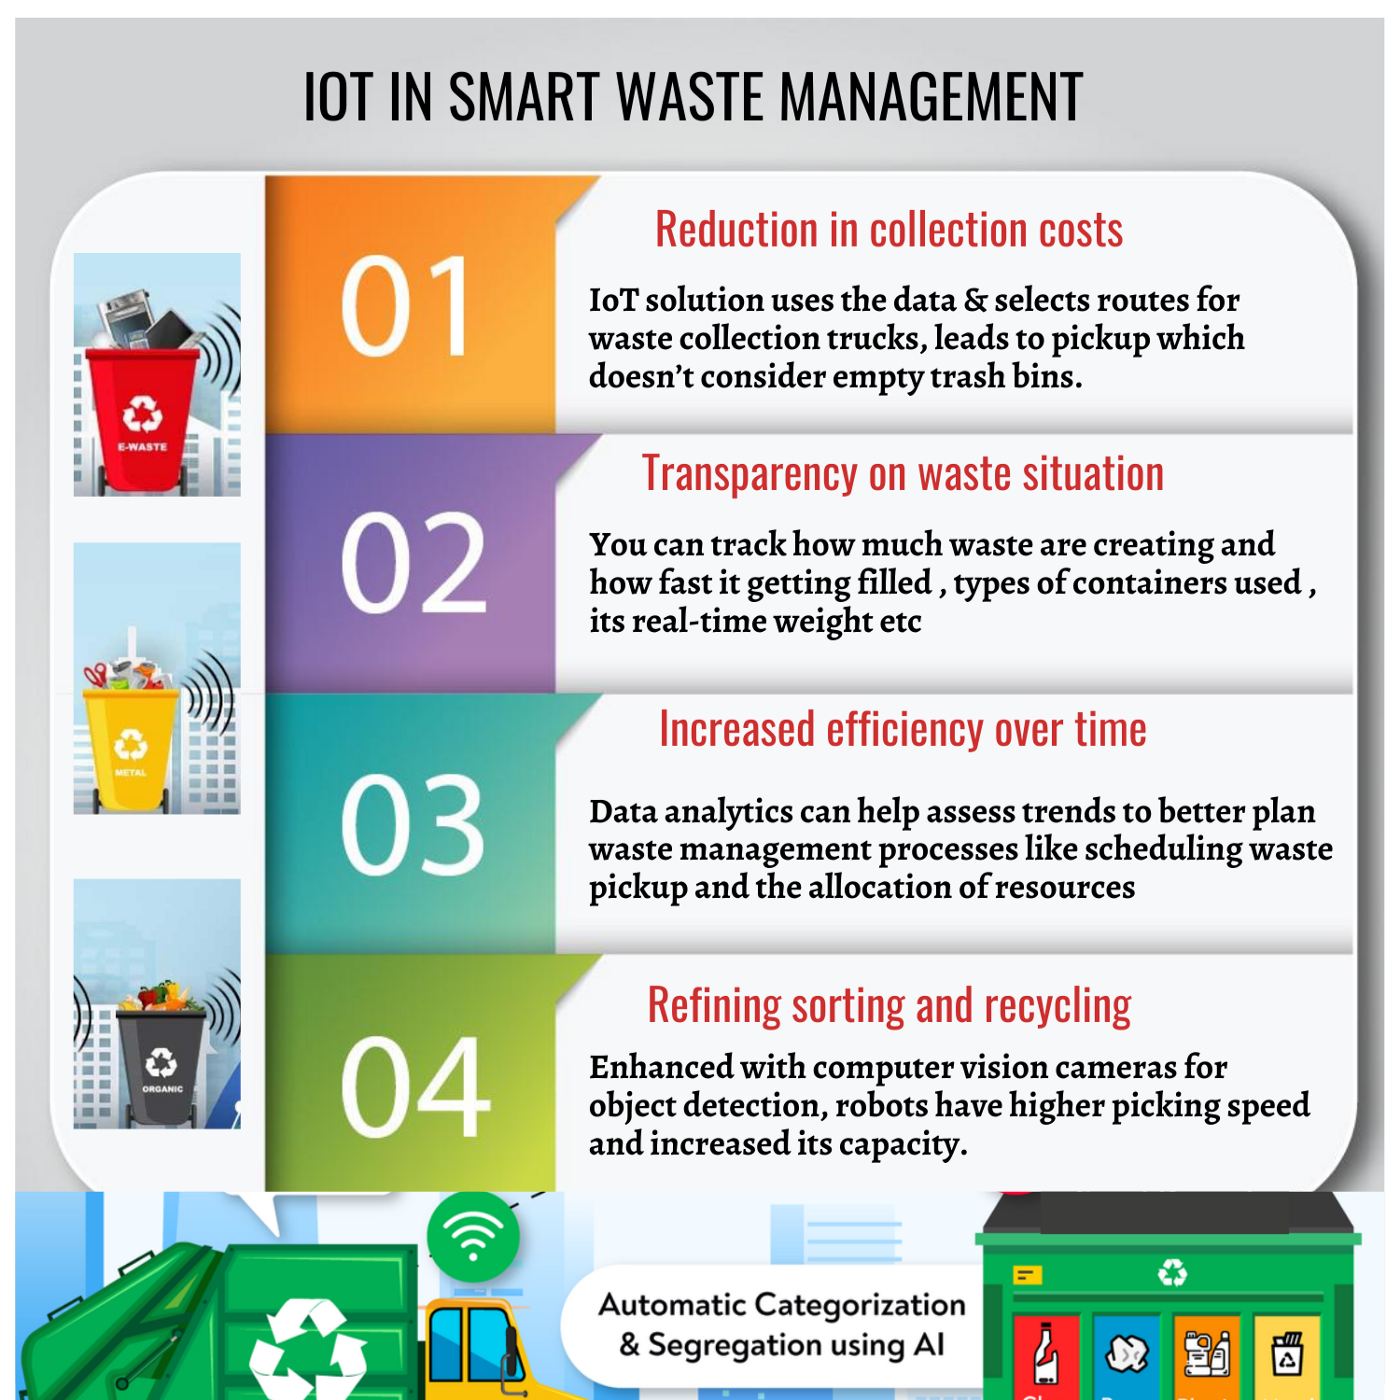 IOT IN SMART WASTE MANAGEMENT
01
Reduction in collection costs
IoT solution uses the data & selects routes for
waste collection trucks, leads to pickup which
doesn't consider empty trash bins.
E-WASTE
02
Transparency on waste situation
You can track how much waste are creating and
how fast it getting filled , types of containers used ,
its real-time weight etc
METAL
03
Increased efficiency over time
Data analytics can help assess trends to better plan
waste management processes like scheduling waste
pickup and the allocation of resources
04
Refining sorting and recycling
Enhanced with computer vision cameras for
object detection, robots have higher picking speed
and increased its capacity.
ORGANIC
Automatic Categorization
& Segregation using AI